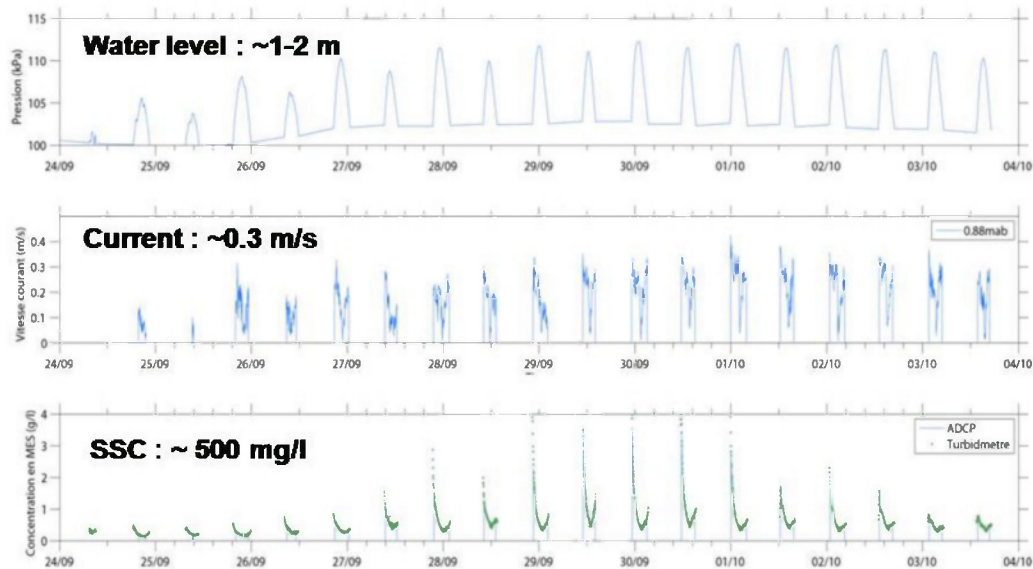 115
Water level : ~1-2 m
110
Pression (kPa)
105
100
24/09 25/09 26/09 27/09 28/09 29/09 30/09 01/10 02/10 03/10 04/10
Current : ~0.3 m/s
0.88mab
0.4
0.3
Vitesse courant (m/s)
0.2
0.1
0
24/09 25/09 26/09 27/09 28/09 29/09 30/09 01/10 02/10 03/10 04/10
4
SSC : ~ 500 mg/l
ADCP
Turbidmetre
3
Concentration en MES (g/l)
2
1
0
24/09 25/09 26/09 27/09 28/09 29/09 30/09 01/10 02/10 03/10 04/10